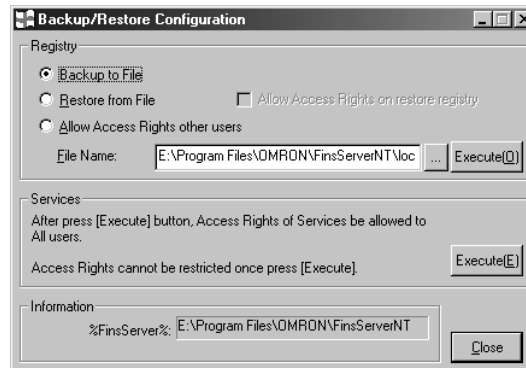 Backup/Restore Configuration
Registry
Backup to File
Restore from File
Allow Access Rights on restore registry
Allow Access Rights other users
File Name: E:\Program Files\OMRON\FinsServerNT\loc ... Execute(O)
Services
After press [Execute] button, Access Rights of Services be allowed to
All users.
Access Rights cannot be restricted once press [Execute].
Execute(E)
Information
%FinsServer%: E:\Program Files\OMRON\FinsServerNT
Close